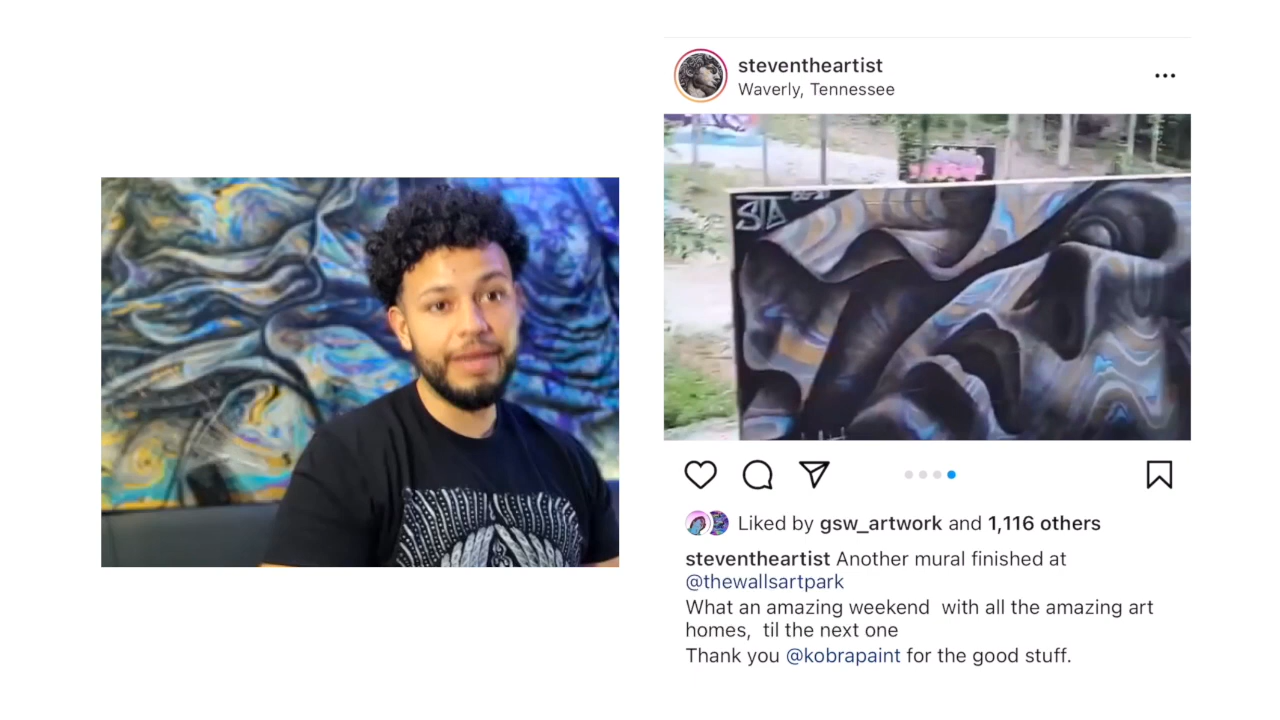 steventheartist
Waverly, Tennessee
STA
Liked by gsw_artwork and 1,116 others
steventheartist Another mural finished at
@thewallsartpark
What an amazing weekend with all the amazing art
homes, til the next one
Thank you @kobrapaint for the good stuff.